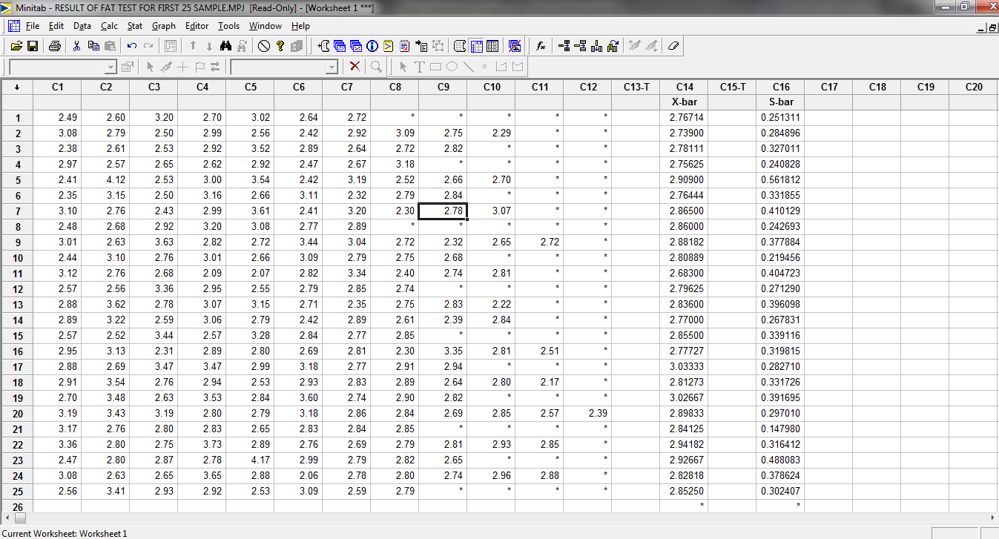 Minitab - RESULT OF FAT TEST FOR FIRST 25 SAMPLE.MPJ [Read-Only] - [Worksheet 1 ***]
File Edit Data Calc Stat Graph Editor Tools Window Help
↓ C1 C2 C3 C4 C5 C6 C7 C8 C9 C10 C11 C12 C13-T C14 C15-T C16 C17 C18 C19 C20
X-bar S-bar
1 2.49 2.60 3.20 2.70 3.02 2.64 2.72 * * * * * 2.76714 0.251311
2 3.08 2.79 2.50 2.99 2.56 2.42 2.92 3.09 2.75 2.29 * * 2.73900 0.284896
3 2.38 2.61 2.53 2.92 3.52 2.89 2.64 2.72 2.82 * * * 2.78111 0.327011
4 2.97 2.57 2.65 2.62 2.92 2.47 2.67 3.18 * * * * 2.75625 0.240828
5 2.41 4.12 2.53 3.00 3.54 2.42 3.19 2.52 2.66 2.70 * * 2.90900 0.561812
6 2.35 3.15 2.50 3.16 2.66 3.11 2.32 2.79 2.84 * * * 2.76444 0.331855
7 3.10 2.76 2.43 2.99 3.61 2.41 3.20 2.30 2.78 3.07 * * 2.86500 0.410129
8 2.48 2.68 2.92 3.20 3.08 2.77 2.89 * * * * * 2.86000 0.242693
9 3.01 2.63 3.63 2.82 2.72 3.44 3.04 2.72 2.32 2.65 2.72 * 2.88182 0.377884
10 2.44 3.10 2.76 3.01 2.66 3.09 2.79 2.75 2.68 * * * 2.80889 0.219456
11 3.12 2.76 2.68 2.09 2.07 2.82 3.34 2.40 2.74 2.81 * * 2.68300 0.404723
12 2.57 2.56 3.36 2.95 2.55 2.79 2.85 2.74 * * * * 2.79625 0.271290
13 2.88 3.62 2.78 3.07 3.15 2.71 2.35 2.75 2.83 2.22 * * 2.83600 0.396098
14 2.89 3.22 2.59 3.06 2.79 2.42 2.89 2.61 2.39 2.84 * * 2.77000 0.267831
15 2.57 2.52 3.44 2.57 3.28 2.84 2.77 2.85 * * * * 2.85500 0.339116
16 2.95 3.13 2.31 2.89 2.80 2.69 2.81 2.30 3.35 2.81 2.51 * 2.77727 0.319815
17 2.88 2.69 3.47 3.47 2.99 3.18 2.77 2.91 2.94 * * * 3.03333 0.282710
18 2.91 3.54 2.76 2.94 2.53 2.93 2.83 2.89 2.64 2.80 2.17 * 2.81273 0.331726
19 2.70 3.48 2.63 3.53 2.84 3.60 2.74 2.90 2.82 * * * 3.02667 0.391695
20 3.19 3.43 3.19 2.80 2.79 3.18 2.86 2.84 2.69 2.85 2.57 2.39 2.89833 0.297010
21 3.17 2.76 2.80 2.83 2.65 2.83 2.84 2.85 * * * * 2.84125 0.147980
22 3.36 2.80 2.75 3.73 2.89 2.76 2.69 2.79 2.81 2.93 2.85 * 2.94182 0.316412
23 2.47 2.80 2.87 2.78 4.17 2.99 2.79 2.82 2.65 * * * 2.92667 0.488083
24 3.08 2.63 2.65 3.65 2.88 2.06 2.78 2.80 2.74 2.96 2.88 * 2.82818 0.378624
25 2.56 3.41 2.93 2.92 2.53 3.09 2.59 2.79 * * * * 2.85250 0.302407
26 * *
Current Worksheet: Worksheet 1